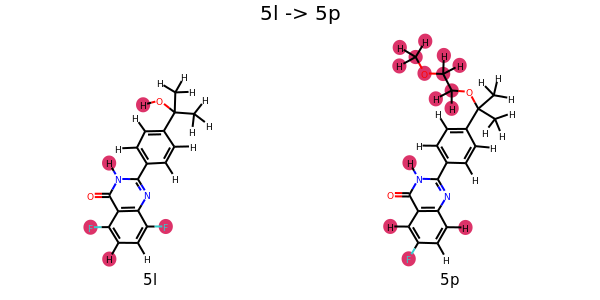 5l -> 5p
H H H H
H O H H O H
H H H H H O H
H H H H H
H H H H
H H H H
H N N H N N
O O
F F H H
H H F H
5l 5p